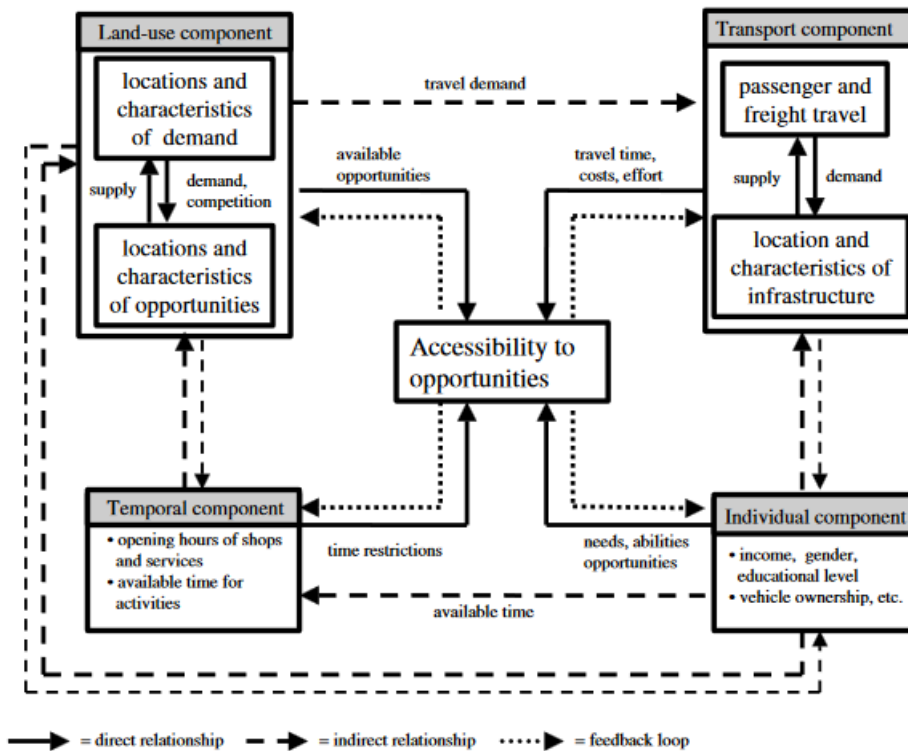 Land-use component
locations and
characteristics
of demand
supply
demand,
competition
locations and
characteristics
of opportunities
travel demand
available
opportunities
travel time,
costs, effort
Transport component
passenger and
freight travel
supply
demand
location and
characteristics of
infrastructure
Accessibility to
opportunities
Temporal component
• opening hours of shops
and services
• available time for
activities
time restrictions
available time
needs, abilities
opportunities
Individual component
• income, gender,
educational level
• vehicle ownership, etc.
= direct relationship
= indirect relationship
= feedback loop